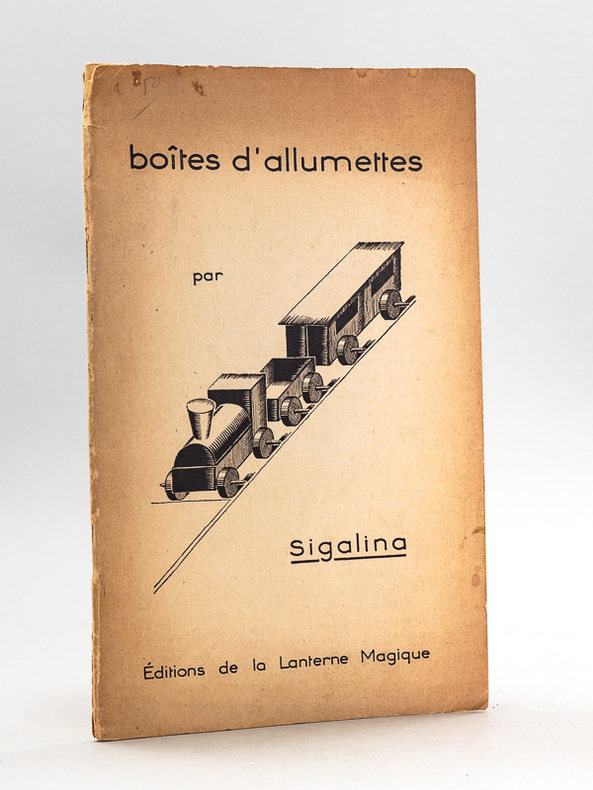 boîtes d'allumettes
par
sigalina
Éditions de la Lanterne Magique